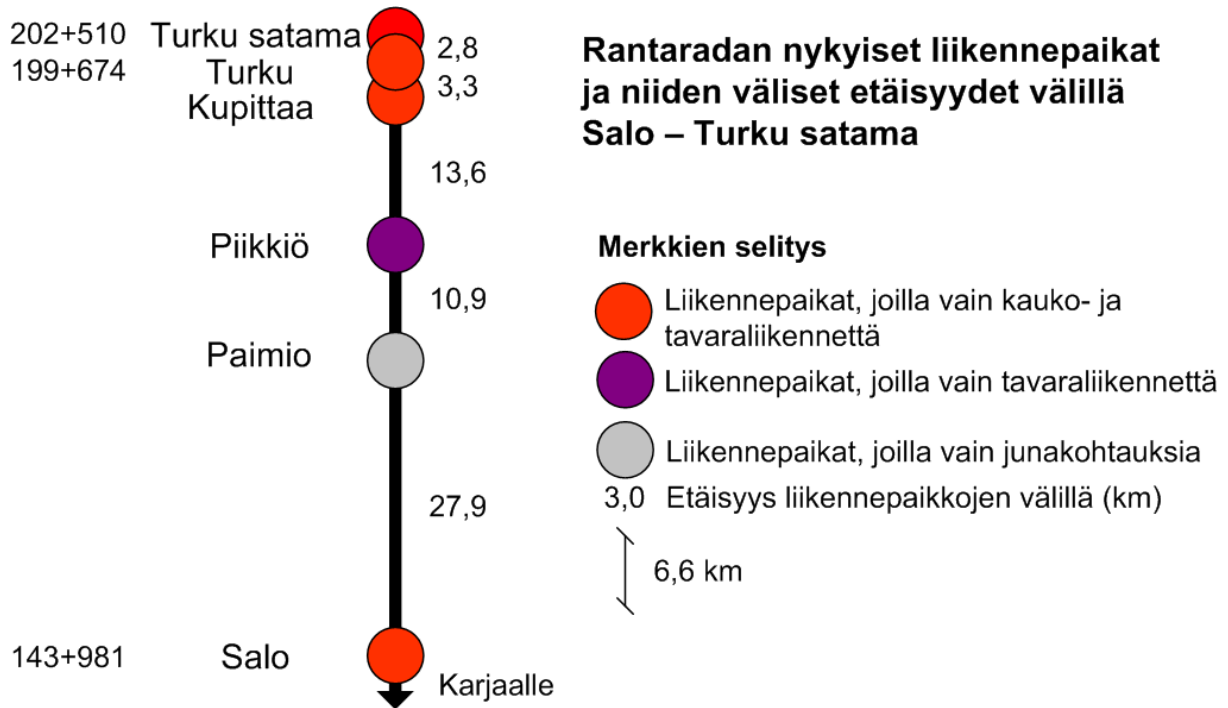 202+510 Turku satama 2,8
199+674 Turku
Kupittaa 3,3
13,6
Piikkiö
10,9
Paimio
27,9
143+981 Salo
Karjaalle
Rantaradan nykyiset liikennepaikat
ja niiden väliset etäisyydet välillä
Salo – Turku satama
Merkkien selitys
Liikennepaikat, joilla vain kauko- ja
tavaraliikennettä
Liikennepaikat, joilla vain tavaraliikennettä
Liikennepaikat, joilla vain junakohtauksia
3,0 Etäisyys liikennepaikkojen välillä (km)
6,6 km